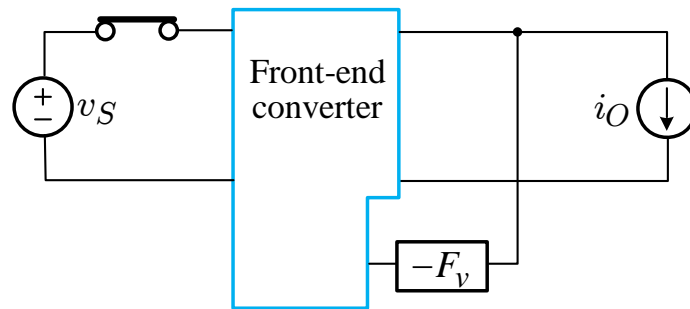 Front-end
converter
+
−
v_S
i_O
−F_v